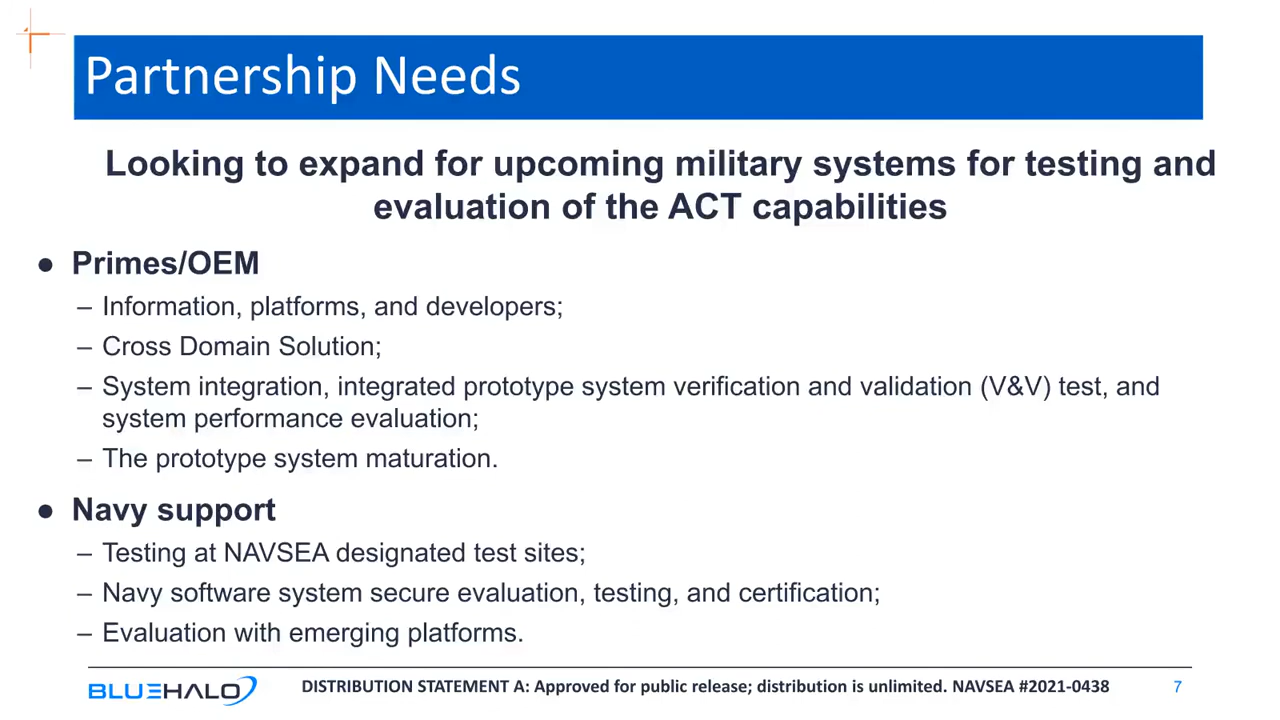 Partnership Needs
Looking to expand for upcoming military systems for testing and
evaluation of the ACT capabilities
● Primes/OEM
– Information, platforms, and developers;
– Cross Domain Solution;
– System integration, integrated prototype system verification and validation (V&V) test, and
system performance evaluation;
– The prototype system maturation.
● Navy support
– Testing at NAVSEA designated test sites;
– Navy software system secure evaluation, testing, and certification;
– Evaluation with emerging platforms.
BLUEHALO DISTRIBUTION STATEMENT A: Approved for public release; distribution is unlimited. NAVSEA #2021-0438 7